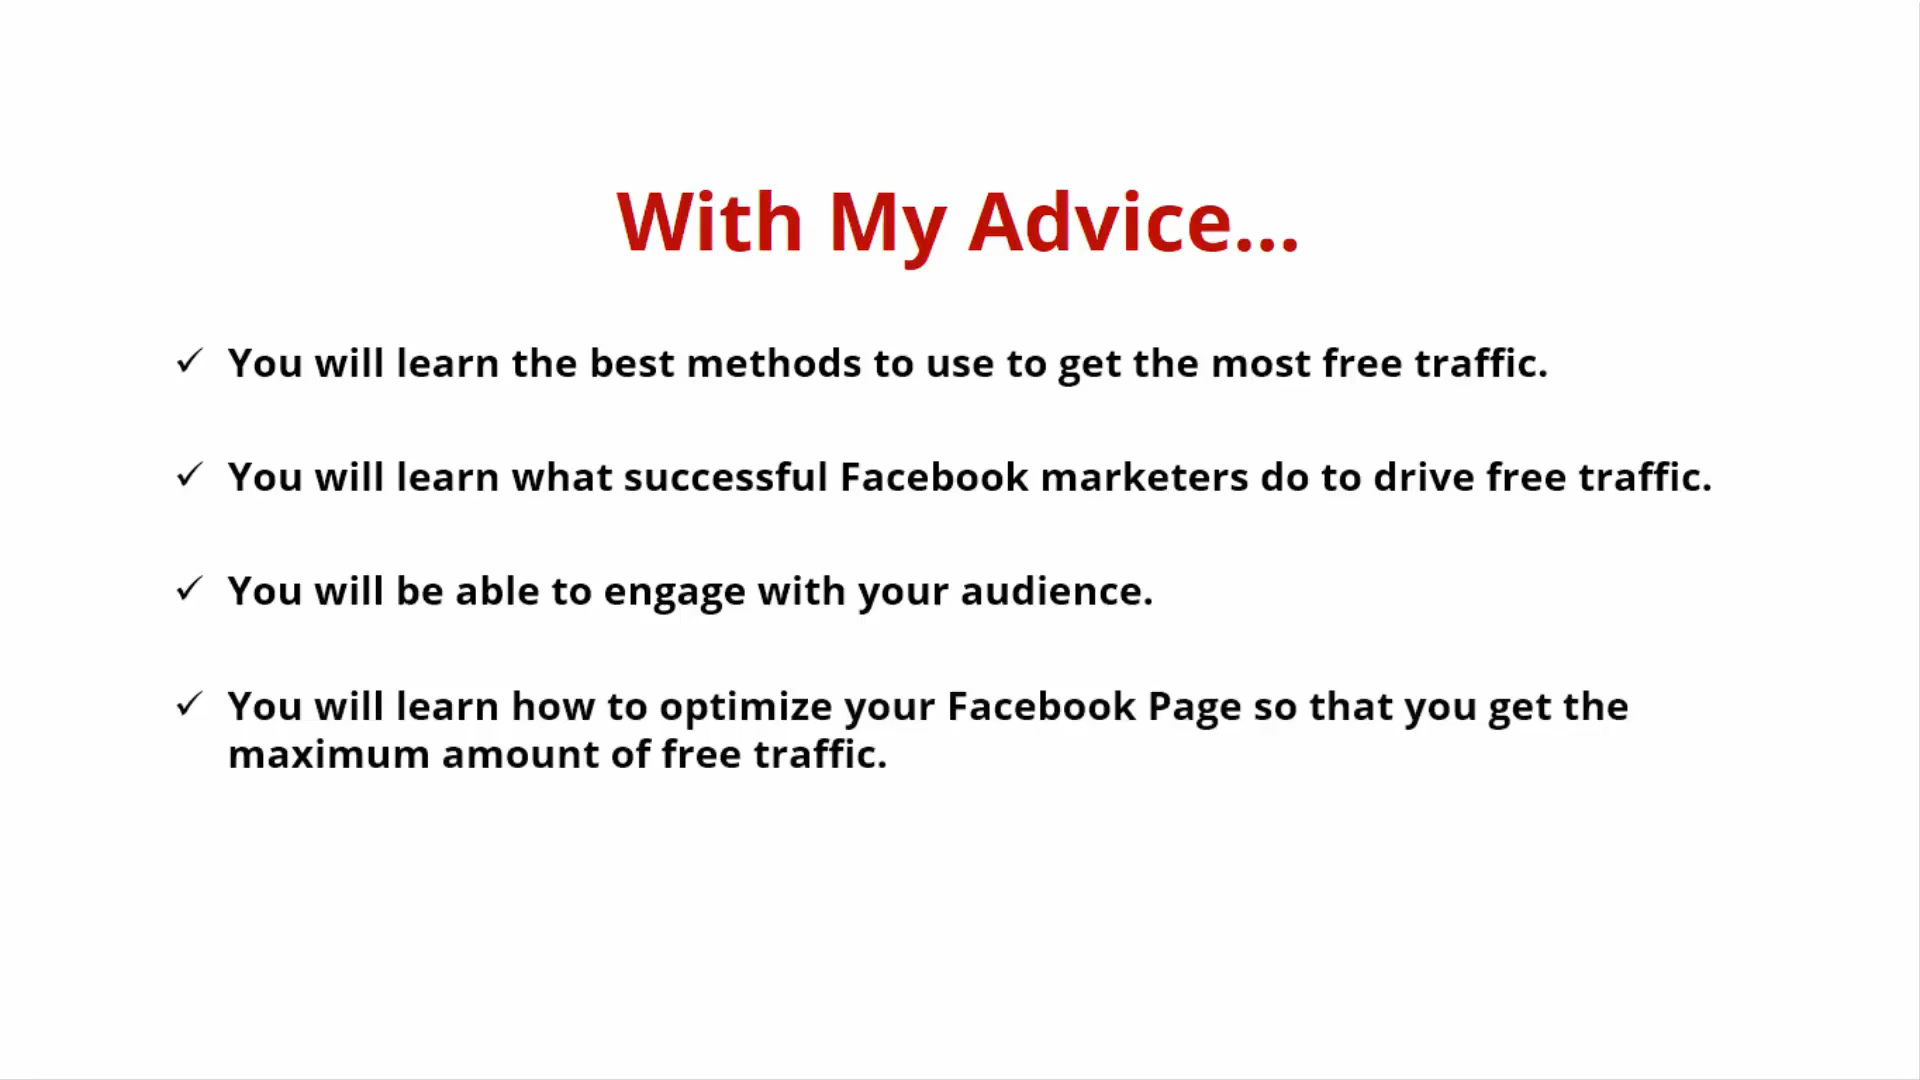 With My Advice...
✓ You will learn the best methods to use to get the most free traffic.
✓ You will learn what successful Facebook marketers do to drive free traffic.
✓ You will be able to engage with your audience.
✓ You will learn how to optimize your Facebook Page so that you get the
maximum amount of free traffic.